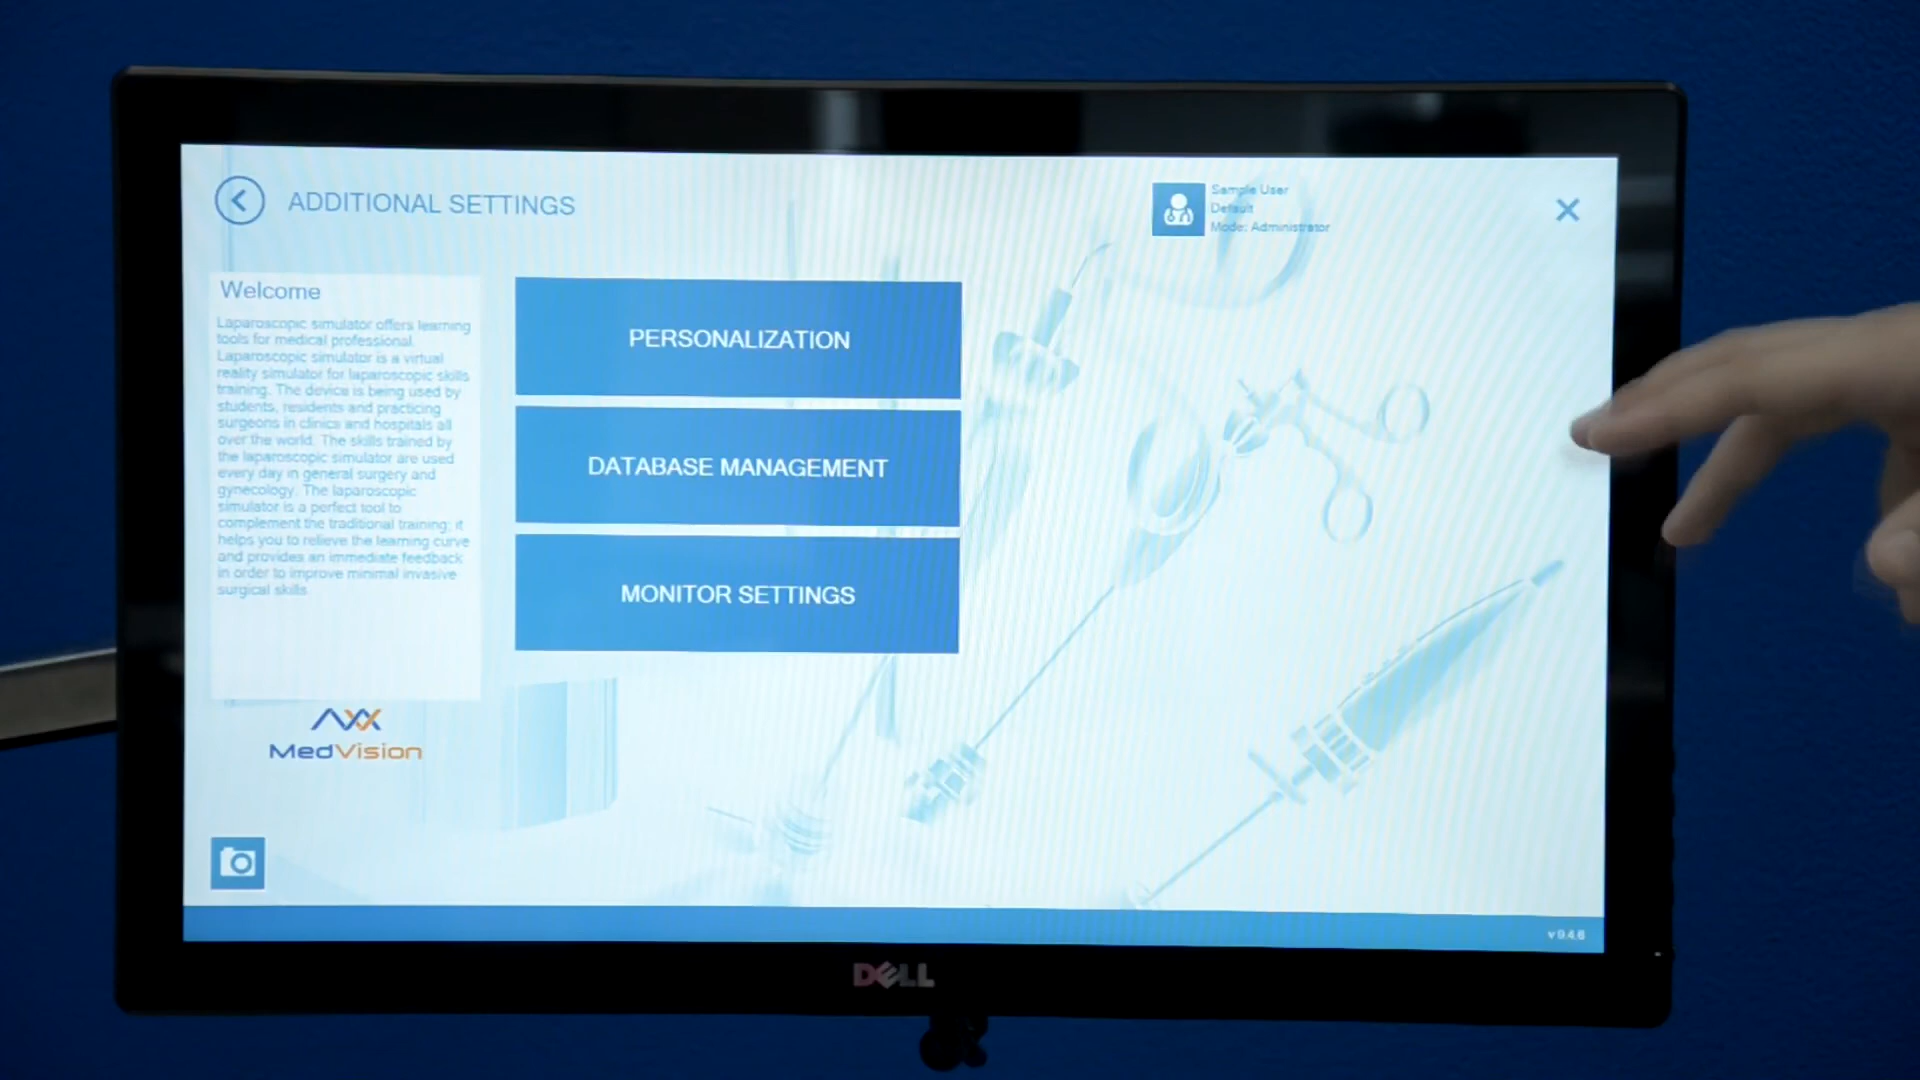 ADDITIONAL SETTINGS
Sample User
Default
Mode: Administrator
Welcome
Laparoscopic simulator offers learning
tools for medical professional.
Laparoscopic simulator is a virtual
reality simulator for laparoscopic skills
training. The device is being used by
students, residents and practicing
surgeons in clinics and hospitals all
over the world. The skills trained by
the laparoscopic simulator are used
every day in general surgery and
gynecology. The laparoscopic
simulator is a perfect tool to
complement the traditional training; it
helps you to relieve the learning curve
and provides an immediate feedback
in order to improve minimal invasive
surgical skills.
PERSONALIZATION
DATABASE MANAGEMENT
MONITOR SETTINGS
MedVision
v 9.4.6
DELL